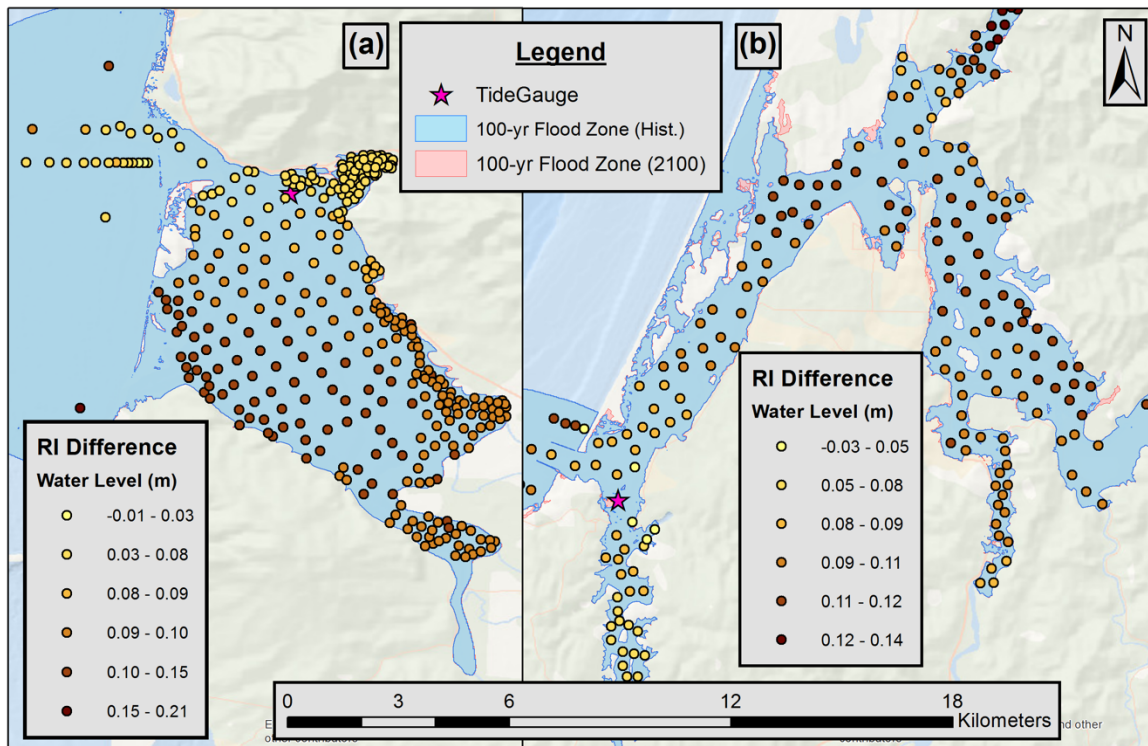 (a)
Legend
TideGauge
100-yr Flood Zone (Hist.)
100-yr Flood Zone (2100)
(b)
N
RI Difference
Water Level (m)
-0.01 - 0.03
0.03 - 0.08
0.08 - 0.09
0.09 - 0.10
0.10 - 0.15
0.15 - 0.21
RI Difference
Water Level (m)
-0.03 - 0.05
0.05 - 0.08
0.08 - 0.09
0.09 - 0.11
0.11 - 0.12
0.12 - 0.14
0 3 6 12 18
Kilometers
nd other